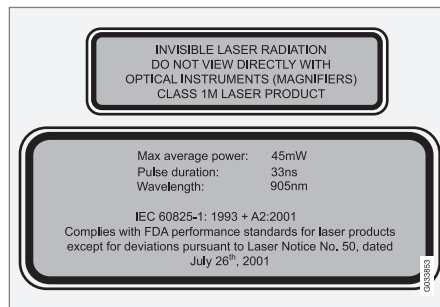 INVISIBLE LASER RADIATION
DO NOT VIEW DIRECTLY WITH
OPTICAL INSTRUMENTS (MAGNIFIERS)
CLASS 1M LASER PRODUCT
Max average power: 45mW
Pulse duration: 33ns
Wavelength: 905nm
IEC 60825-1: 1993 + A2:2001
Complies with FDA performance standards for laser products
except for deviations pursuant to Laser Notice No. 50, dated
July 26th, 2001
G033853